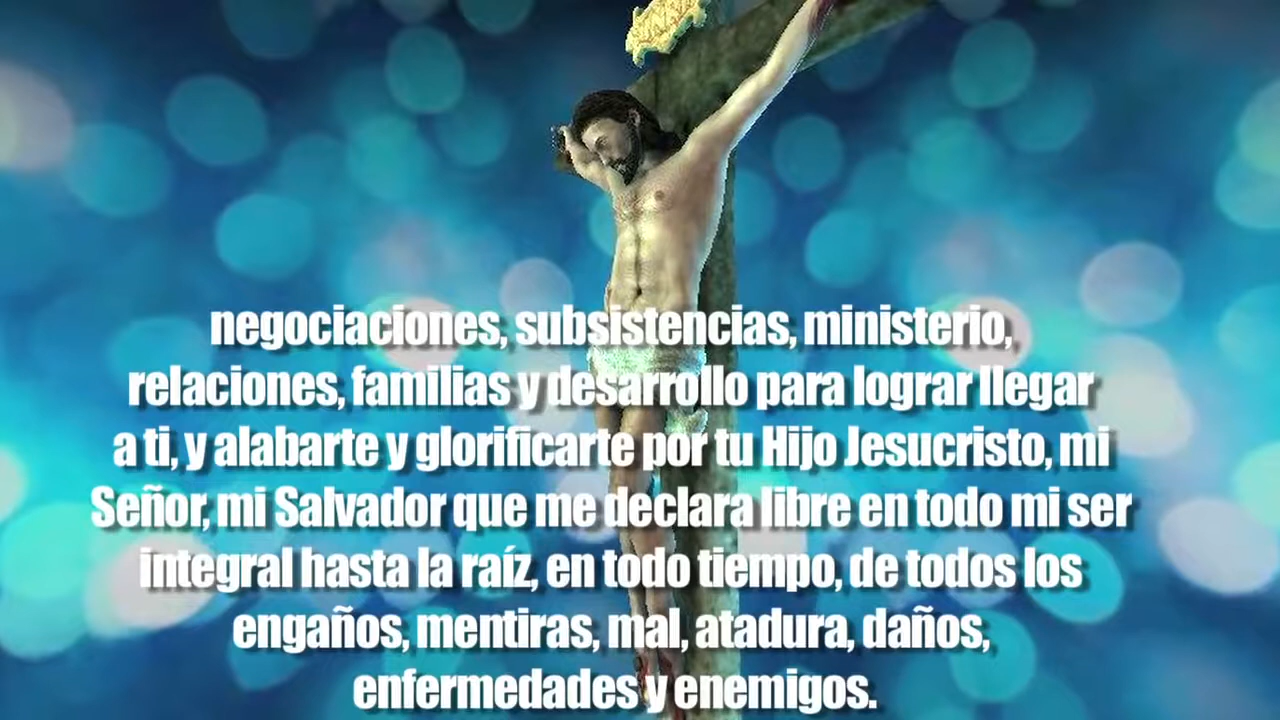 negociaciones, subsistencias, ministerio,
relaciones, familias y desarrollo para lograr llegar
a ti, y alabarte y glorificarte por tu Hijo Jesucristo, mi
Señor, mi Salvador que me declara libre en todo mi ser
integral hasta la raíz, en todo tiempo, de todos los
engaños, mentiras, mal, atadura, daños,
enfermedades y enemigos.